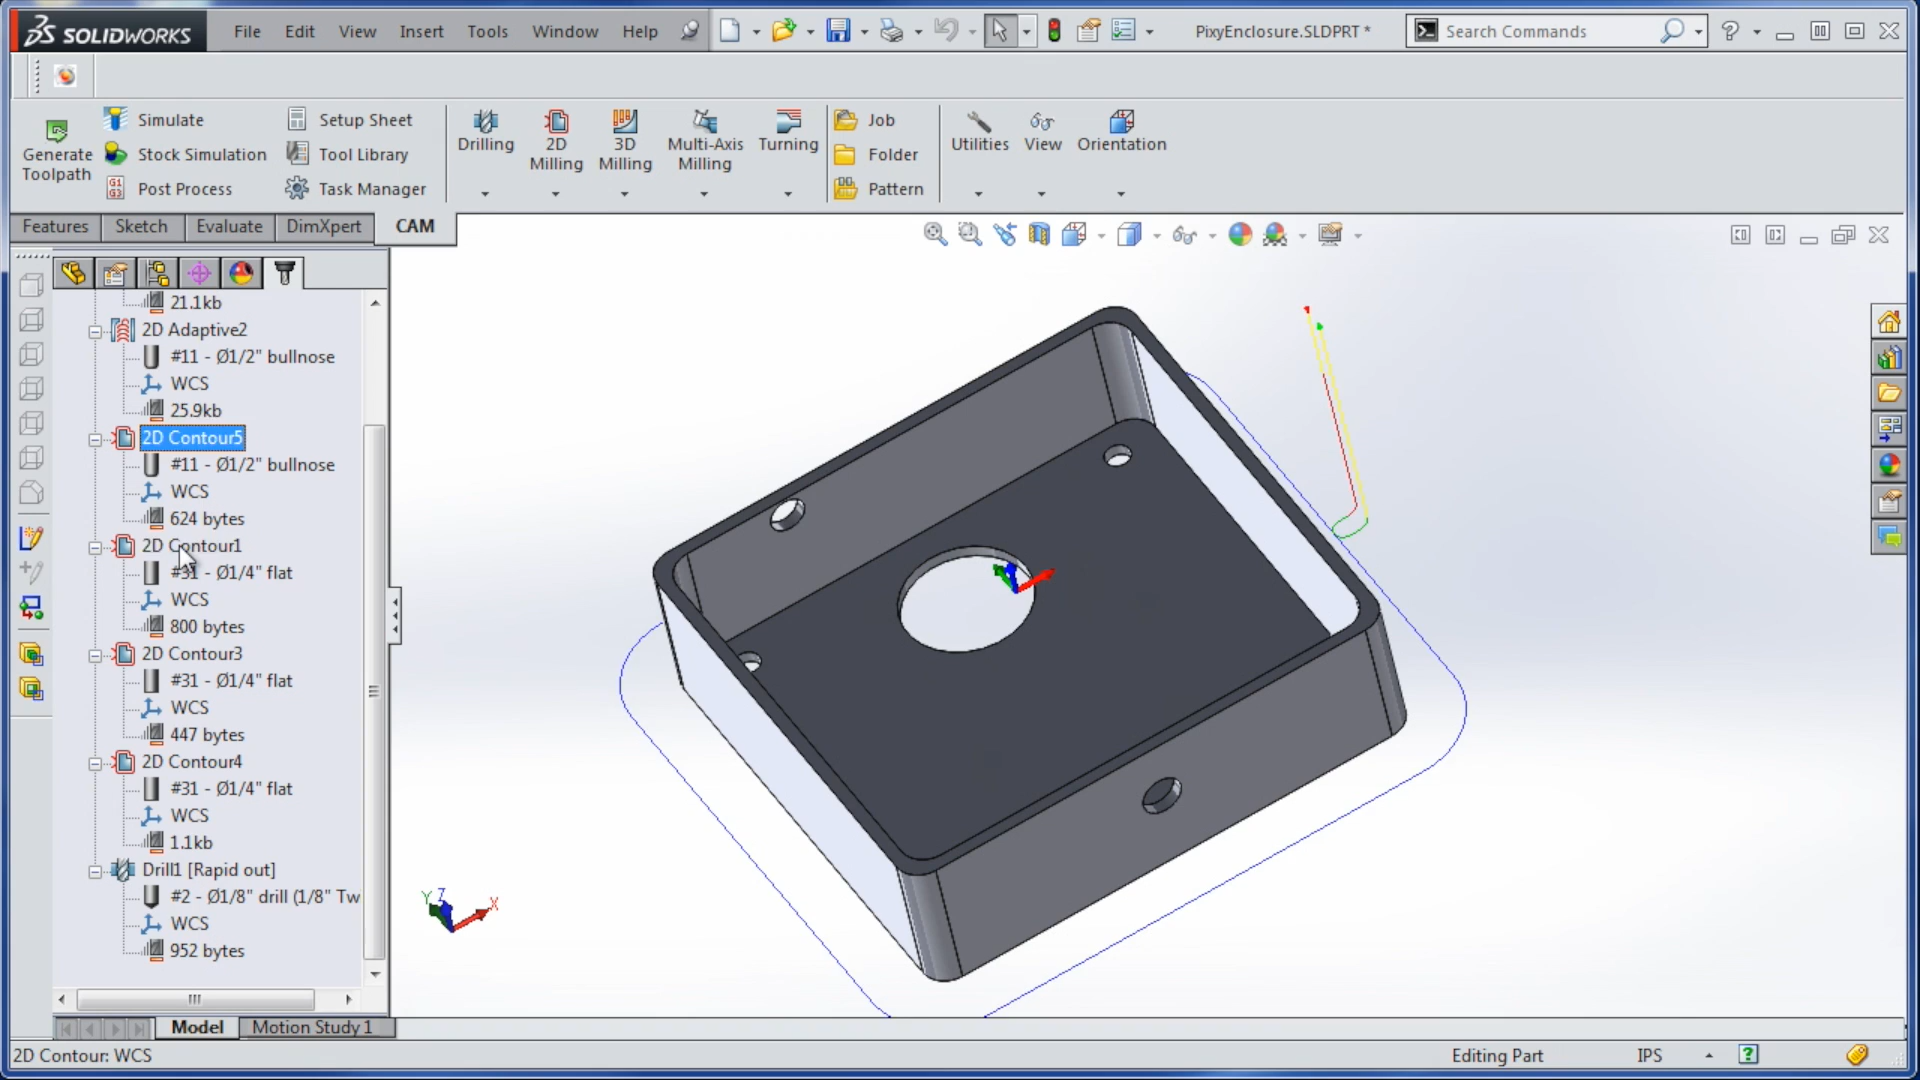 SOLIDWORKS File Edit View Insert Tools Window Help PixyEnclosure.SLDPRT * Search Commands
Generate Toolpath
Simulate
Stock Simulation
G1 G3 Post Process
Setup Sheet
Tool Library
Task Manager
Drilling
2D Milling
3D Milling
Multi-Axis Milling
Turning
Job
Folder
Pattern
Utilities
View
Orientation
Features Sketch Evaluate DimXpert CAM
21.1kb
2D Adaptive2
#11 - Ø1/2" bullnose
WCS
25.9kb
2D Contour5
#11 - Ø1/2" bullnose
WCS
624 bytes
2D Contour1
#31 - Ø1/4" flat
WCS
800 bytes
2D Contour3
#31 - Ø1/4" flat
WCS
447 bytes
2D Contour4
#31 - Ø1/4" flat
WCS
1.1kb
Drill1 [Rapid out]
#2 - Ø1/8" drill (1/8" Tw
WCS
952 bytes
Y Z X
Model Motion Study 1
2D Contour: WCS Editing Part IPS